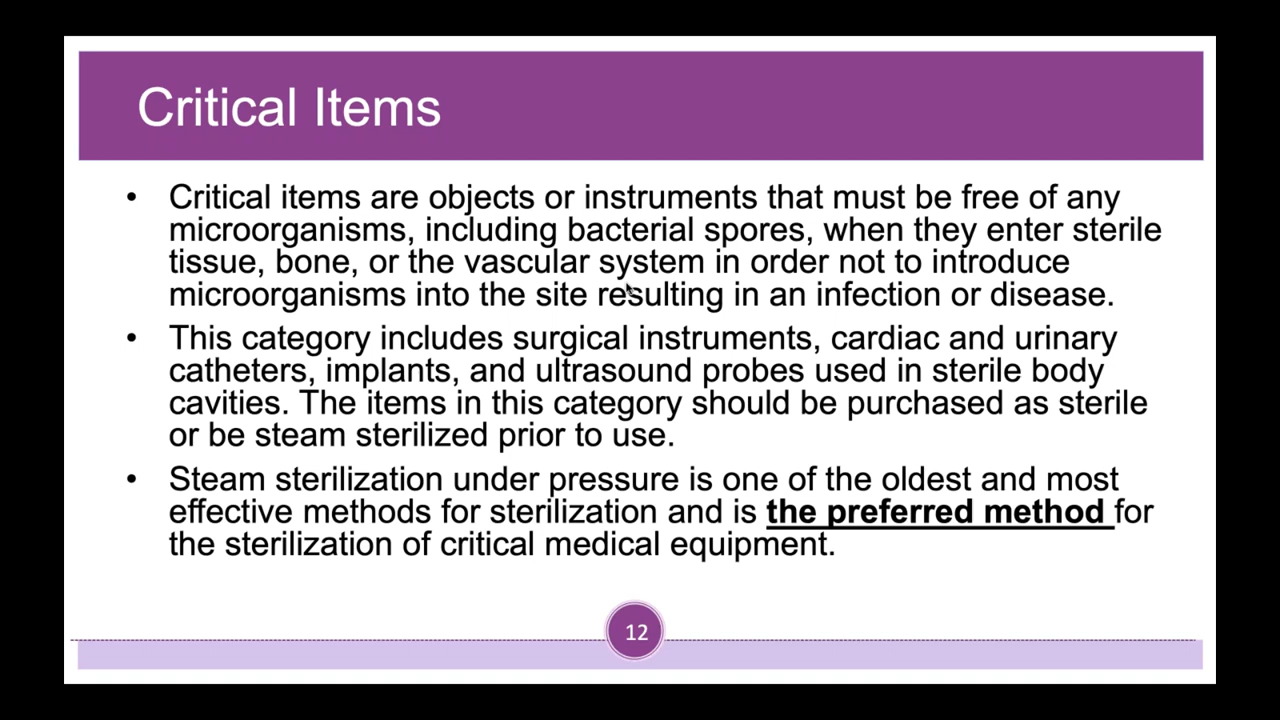 Critical Items
• Critical items are objects or instruments that must be free of any
microorganisms, including bacterial spores, when they enter sterile
tissue, bone, or the vascular system in order not to introduce
microorganisms into the site resulting in an infection or disease.
• This category includes surgical instruments, cardiac and urinary
catheters, implants, and ultrasound probes used in sterile body
cavities. The items in this category should be purchased as sterile
or be steam sterilized prior to use.
• Steam sterilization under pressure is one of the oldest and most
effective methods for sterilization and is the preferred method for
the sterilization of critical medical equipment.
12